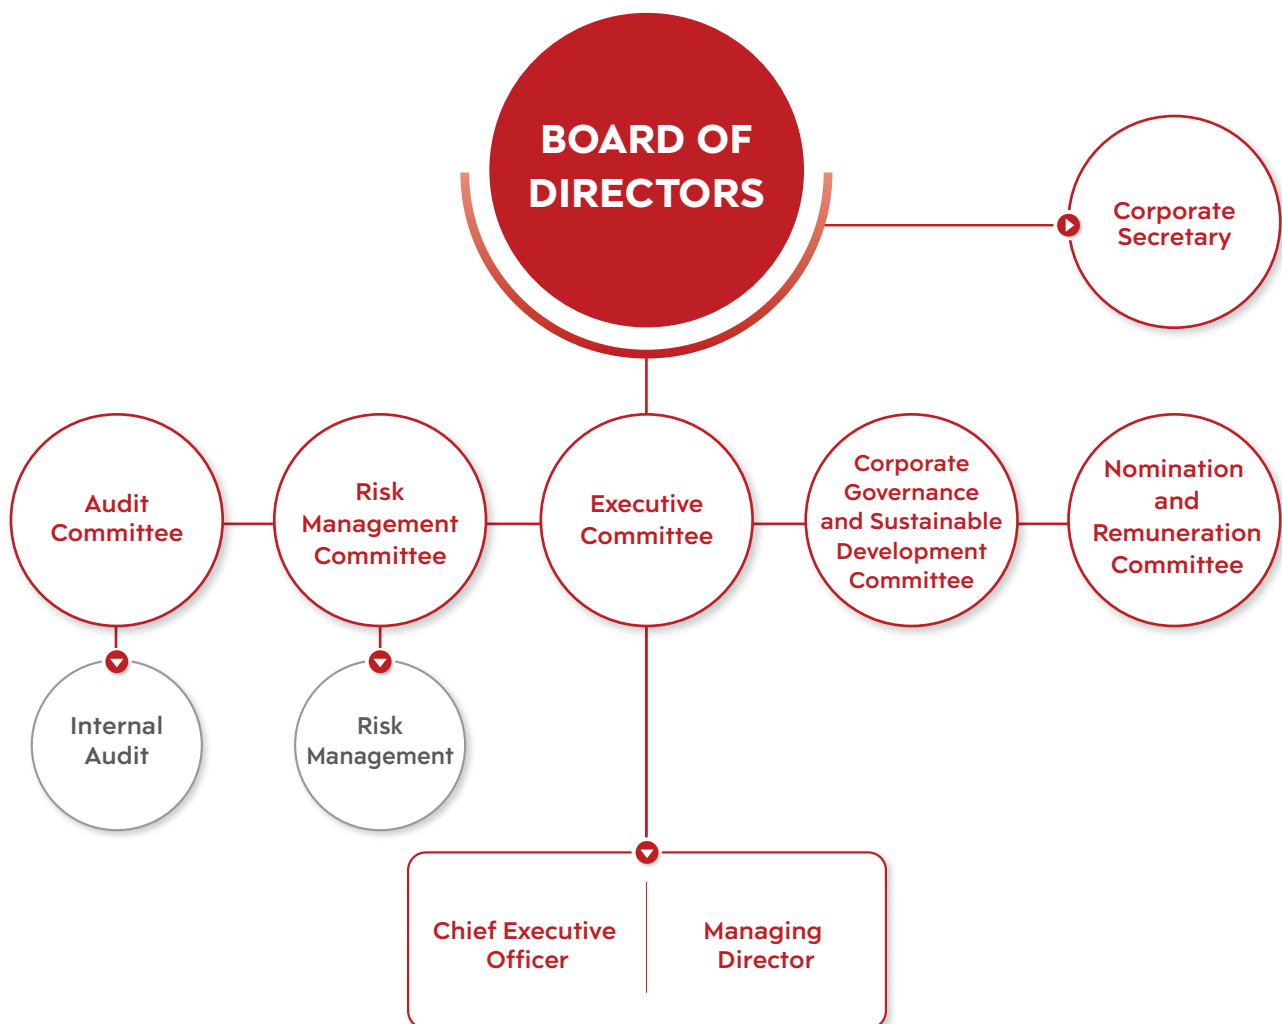 BOARD OF
DIRECTORS
Corporate
Secretary
Audit
Committee
Risk
Management
Committee
Executive
Committee
Corporate
Governance
and Sustainable
Development
Committee
Nomination
and
Remuneration
Committee
Internal
Audit
Risk
Management
Chief Executive
Officer
Managing
Director